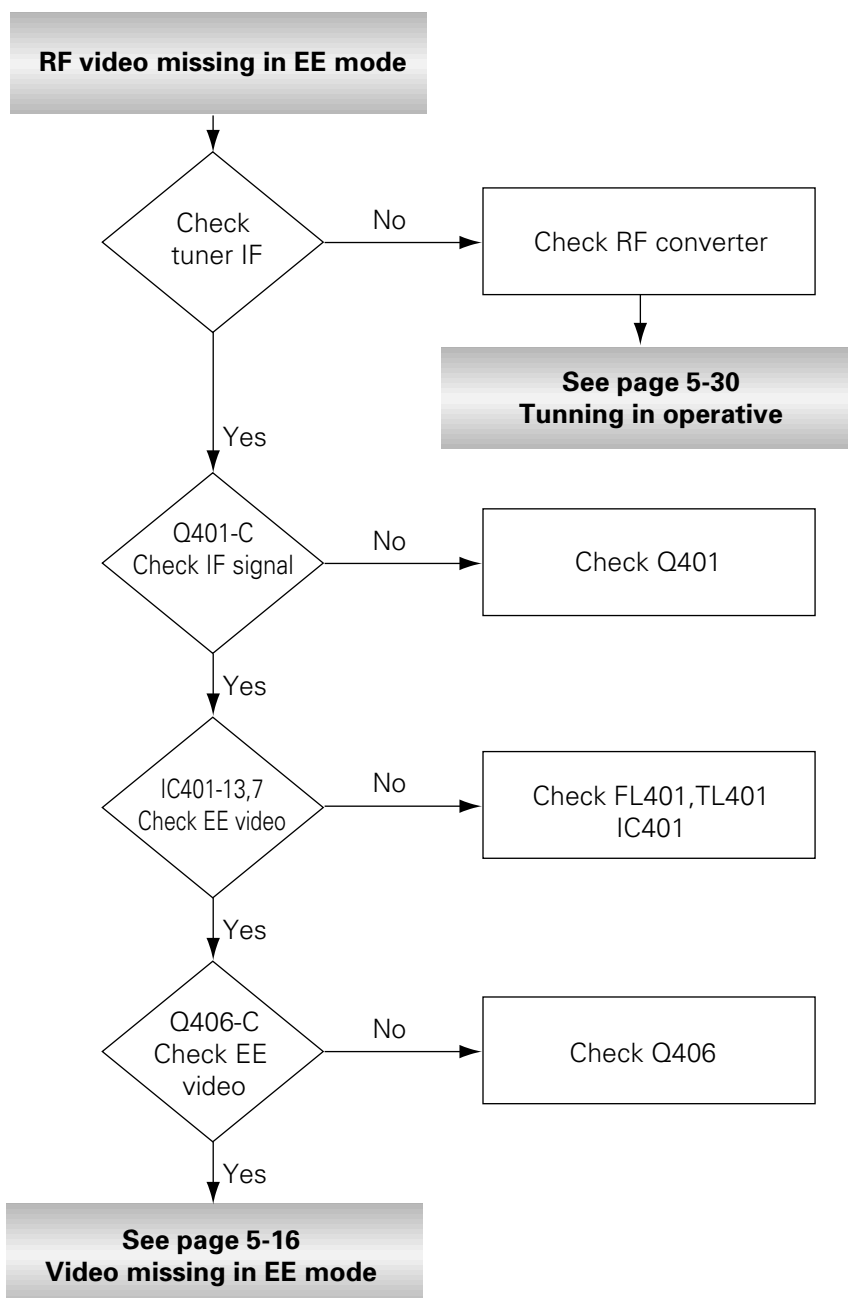 RF video missing in EE mode
Check
tuner IF
No
Check RF converter
See page 5-30
Tunning in operative
Yes
Q401-C
Check IF signal
No
Check Q401
Yes
IC401-13,7
Check EE video
No
Check FL401,TL401
IC401
Yes
Q406-C
Check EE
video
No
Check Q406
Yes
See page 5-16
Video missing in EE mode